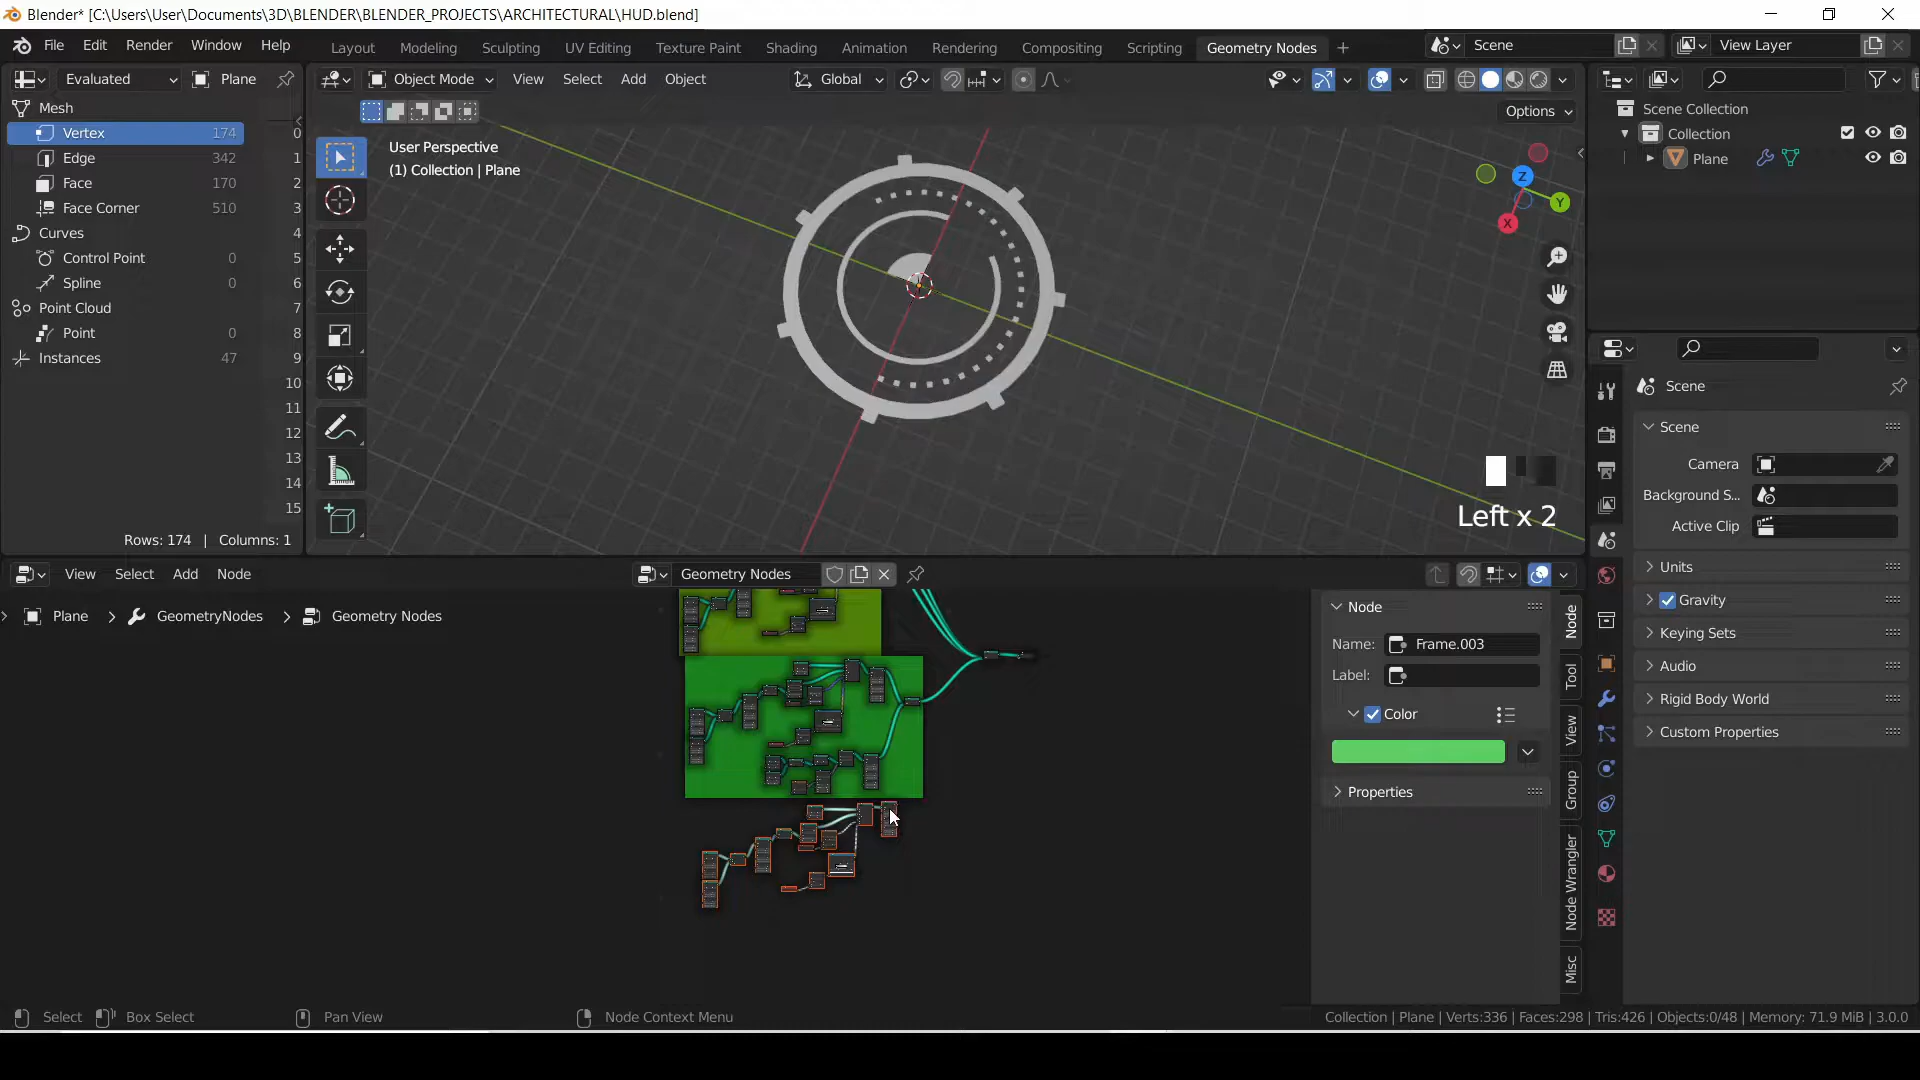 Blender* [C:\Users\User\Documents\3D\BLENDER\BLENDER_PROJECTS\ARCHITECTURAL\HUD.blend]
File Edit Render Window Help Layout Modeling Sculpting UV Editing Texture Paint Shading Animation Rendering Compositing Scripting Geometry Nodes + Scene View Layer
Evaluated Plane Object Mode View Select Add Object Global
Options
Mesh
Vertex 174
Edge 342
Face 170
Face Corner 510
Curves
Control Point 0
Spline 0
Point Cloud
Point 0
Instances 47
0
1
2
3
4
5
6
7
8
9
10
11
12
13
14
15
Rows: 174 | Columns: 1
User Perspective
(1) Collection | Plane
Z
Y
X
Left x 2
Scene Collection
Collection
Plane
Scene
Scene
Camera
Background S...
Active Clip
Units
Gravity
Keying Sets
Audio
Rigid Body World
Custom Properties
View Select Add Node Geometry Nodes
Plane > GeometryNodes > Geometry Nodes
Node
Name: Frame.003
Label:
Color
Properties
Node
Tool
View
Group
Node Wrangler
Misc
Select Box Select Pan View Node Context Menu
Collection | Plane | Verts:336 | Faces:298 | Tris:426 | Objects:0/48 | Memory: 71.9 MiB | 3.0.0